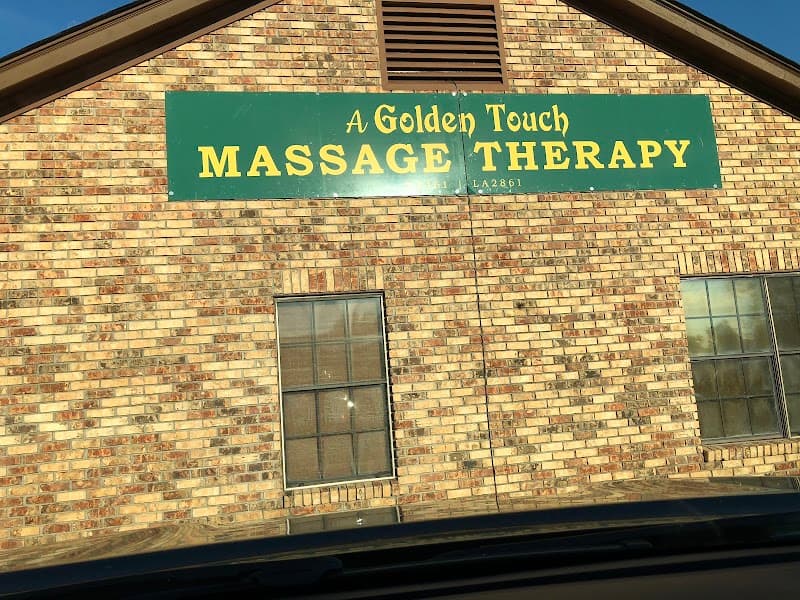 A Golden Touch
MASSAGE THERAPY
LA2861